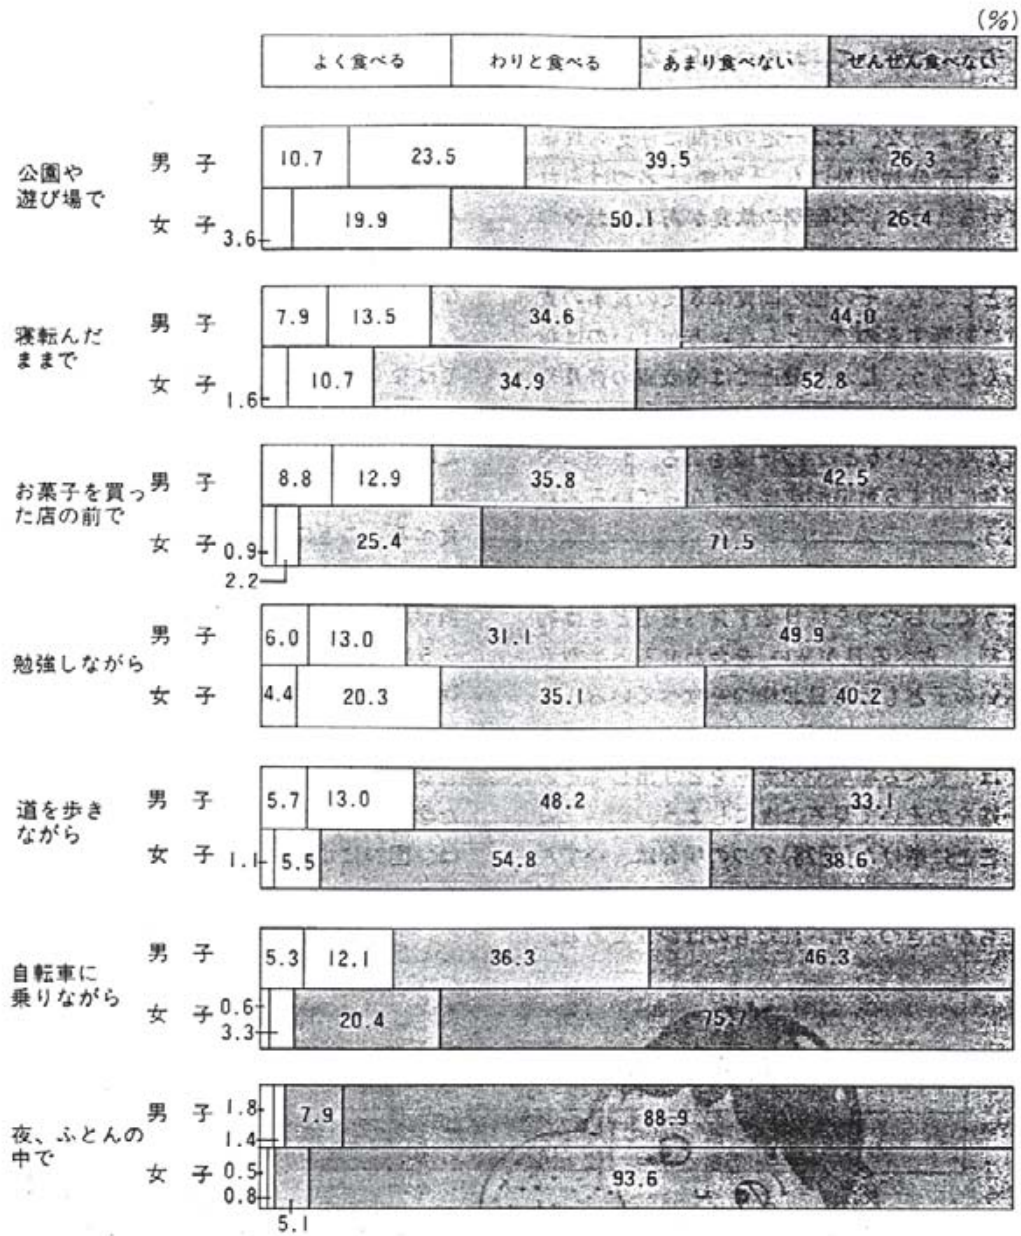 (%)
よく食べる わりと食べる あまり食べない ぜんぜん食べない
公園や
遊び場で
男子 10.7 23.5 39.5 26.3
女子 3.6 19.9 50.1 26.4
寝転んだ
ままで
男子 7.9 13.5 34.6 44.0
女子 1.6 10.7 34.9 52.8
お菓子を買っ
た店の前で
男子 8.8 12.9 35.8 42.5
女子 0.9 2.2 25.4 71.5
勉強しながら
男子 6.0 13.0 31.1 49.9
女子 4.4 20.3 35.1 40.2
道を歩き
ながら
男子 5.7 13.0 48.2 33.1
女子 1.1 5.5 54.8 38.6
自転車に
乗りながら
男子 5.3 12.1 36.3 46.3
女子 0.6 3.3 20.4 75.7
夜、ふとんの
中で
男子 1.8 1.4 7.9 88.9
女子 0.5 0.8 5.1 93.6